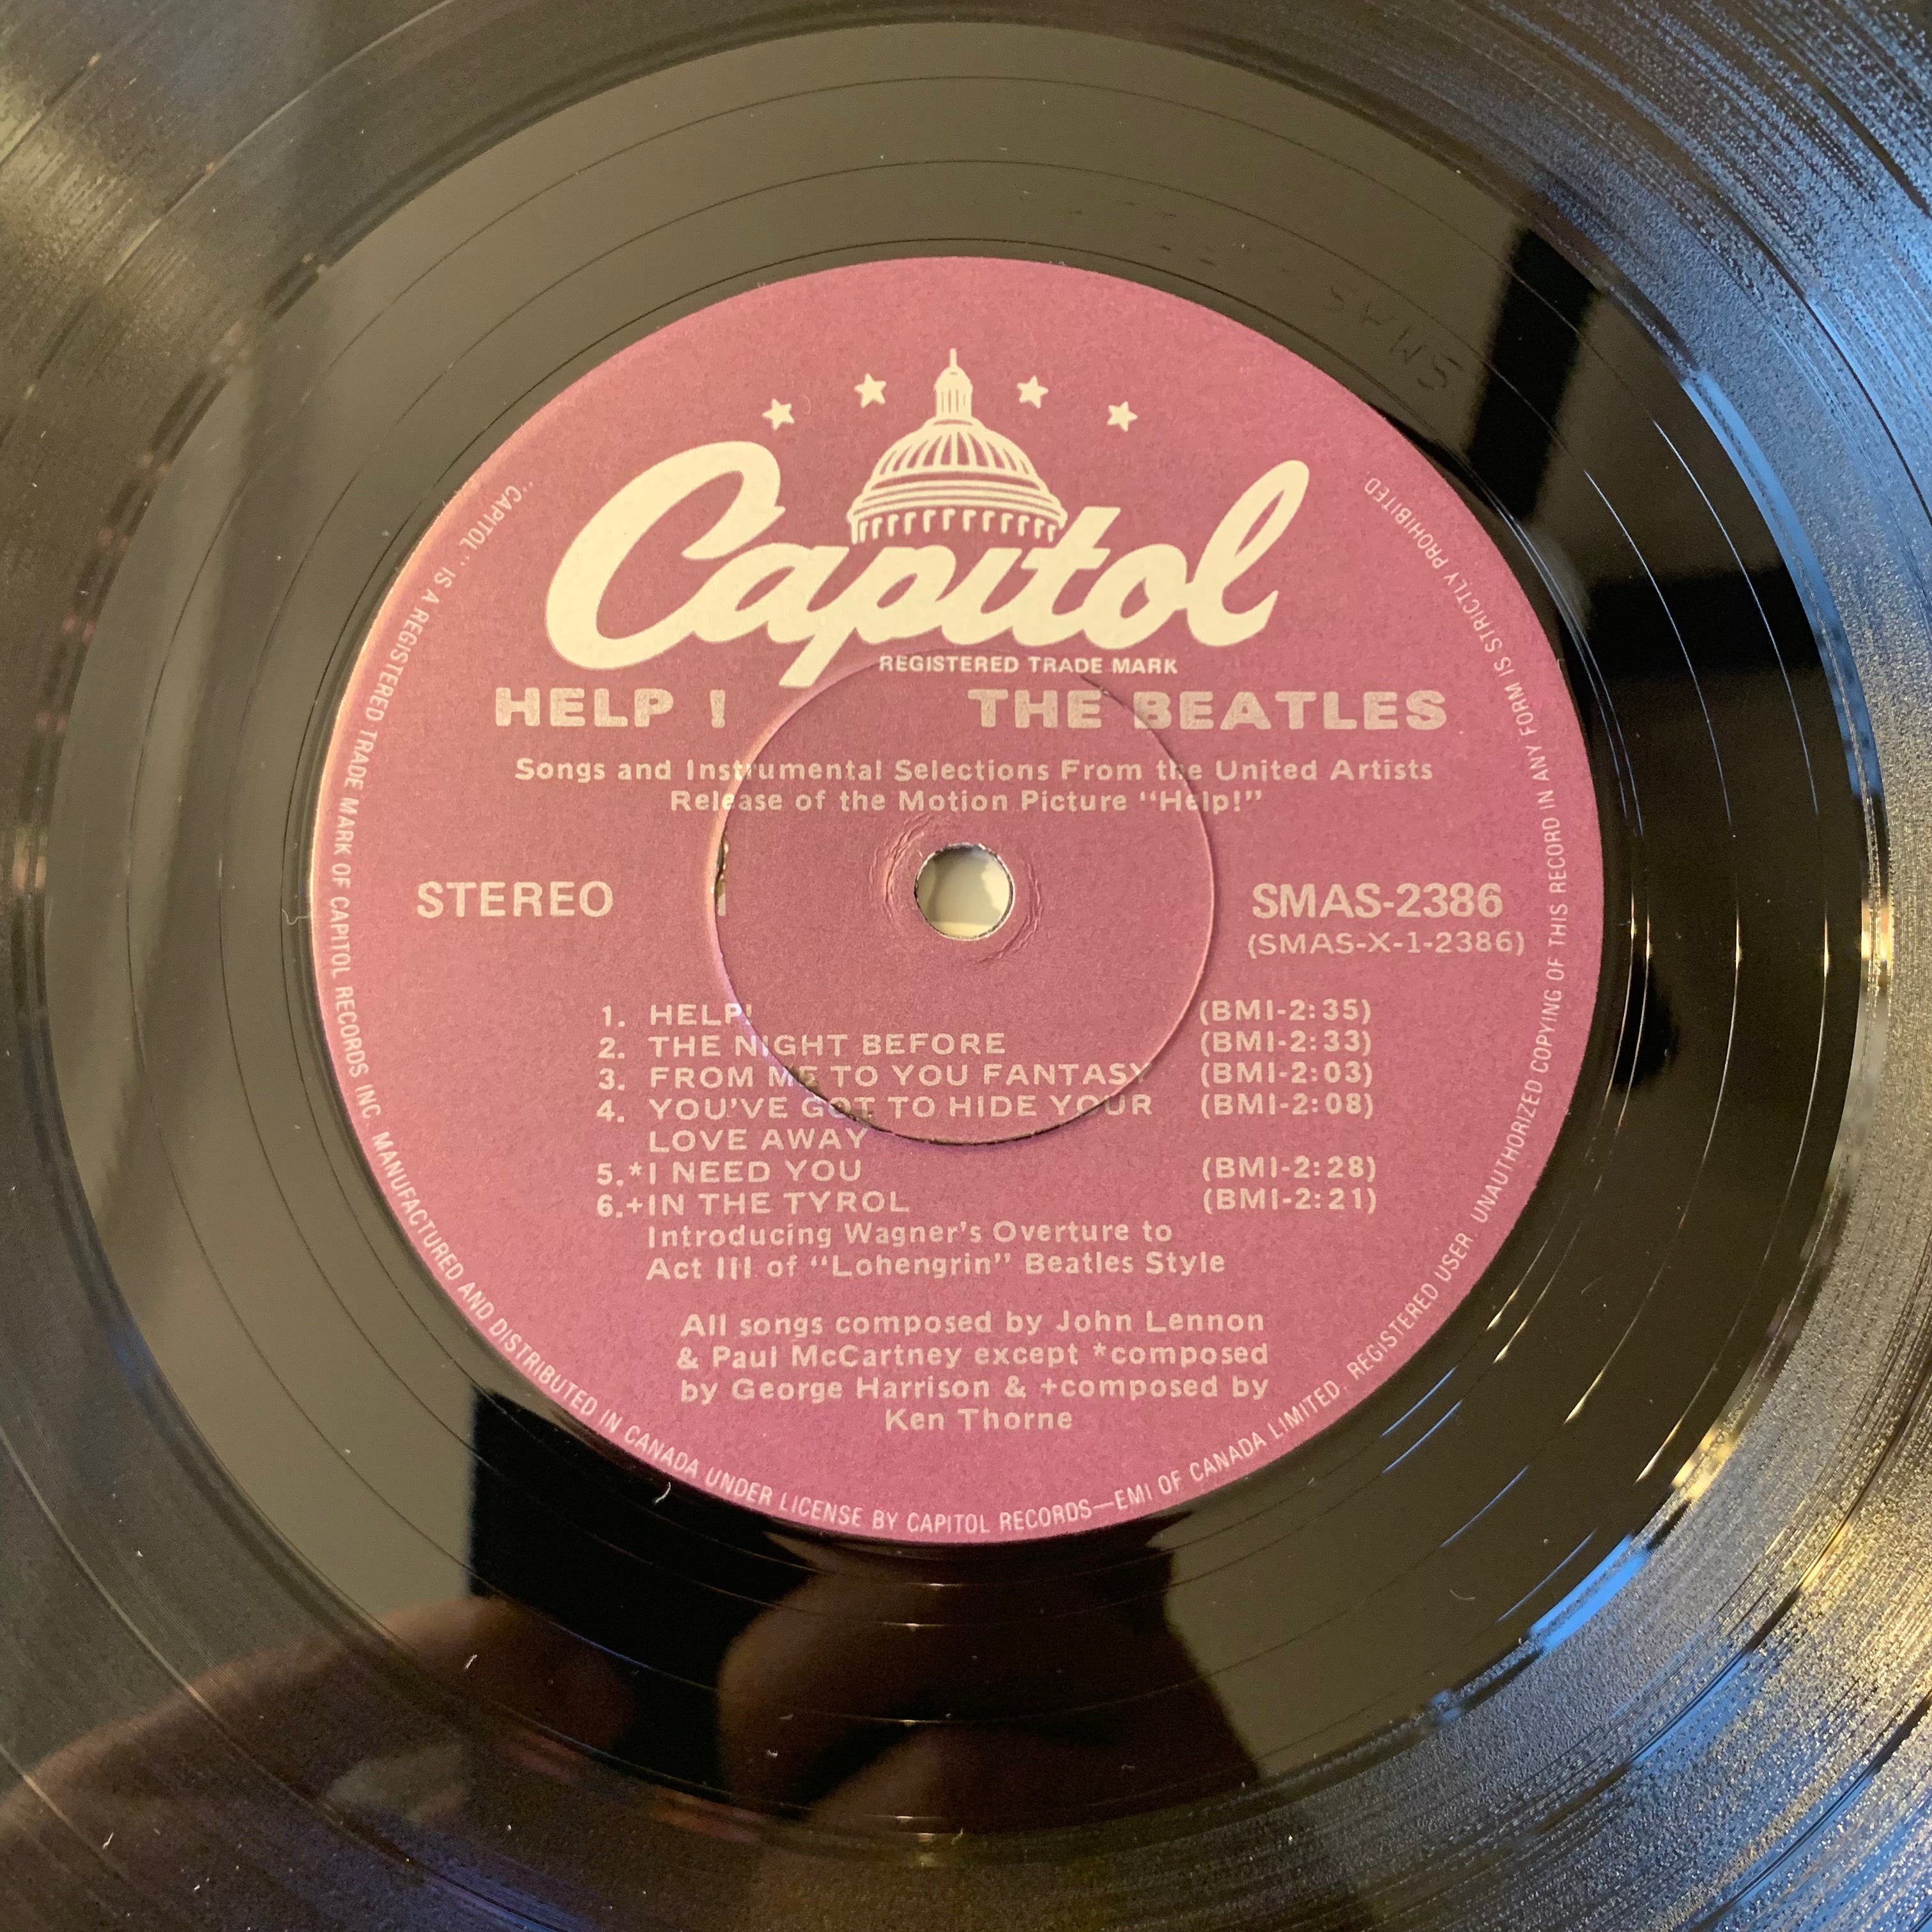 Capitol
REGISTERED TRADE MARK
HELP ! THE BEATLES
Songs and Instrumental Selections From the United Artists
Release of the Motion Picture “Help!”
STEREO 1 SMAS-2386
(SMAS-X-1-2386)
1. HELP! (BMI-2:35)
2. THE NIGHT BEFORE (BMI-2:33)
3. FROM ME TO YOU FANTASY (BMI-2:03)
4. YOU'VE GOT TO HIDE YOUR (BMI-2:08)
LOVE AWAY
5.*I NEED YOU (BMI-2:28)
6.+IN THE TYROL (BMI-2:21)
Introducing Wagner's Overture to
Act III of “Lohengrin” Beatles Style
All songs composed by John Lennon
& Paul McCartney except *composed
by George Harrison & +composed by
Ken Thorne
“CAPITOL” IS A REGISTERED TRADE MARK OF CAPITOL RECORDS INC. MANUFACTURED AND DISTRIBUTED IN CANADA UNDER LICENSE BY CAPITOL RECORDS—EMI OF CANADA LIMITED, REGISTERED USER. UNAUTHORIZED COPYING OF THIS RECORD IN ANY FORM IS STRICTLY PROHIBITED
SMAS